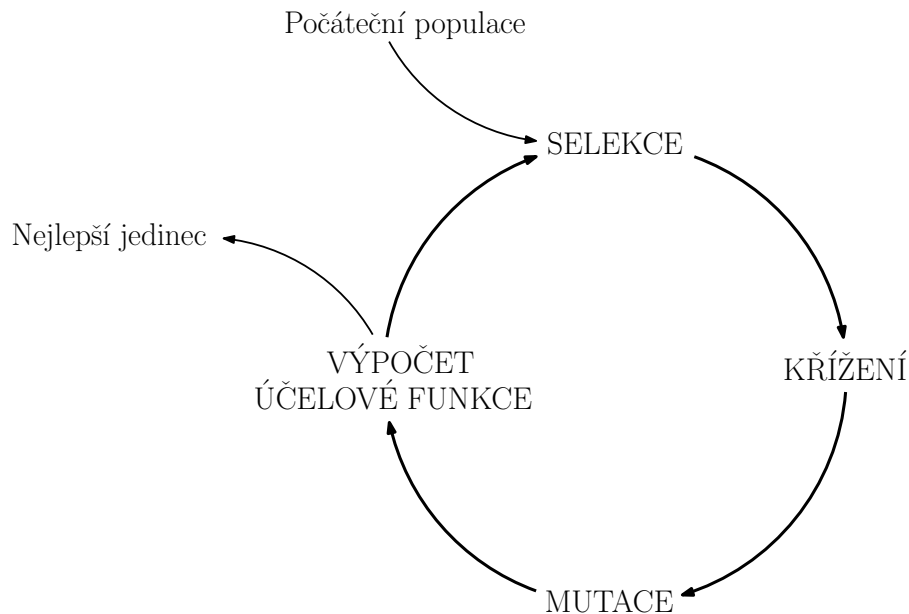 Počáteční populace
SELEKCE
Nejlepší jedinec
VÝPOČET
ÚČELOVÉ FUNKCE
KŘÍŽENÍ
MUTACE